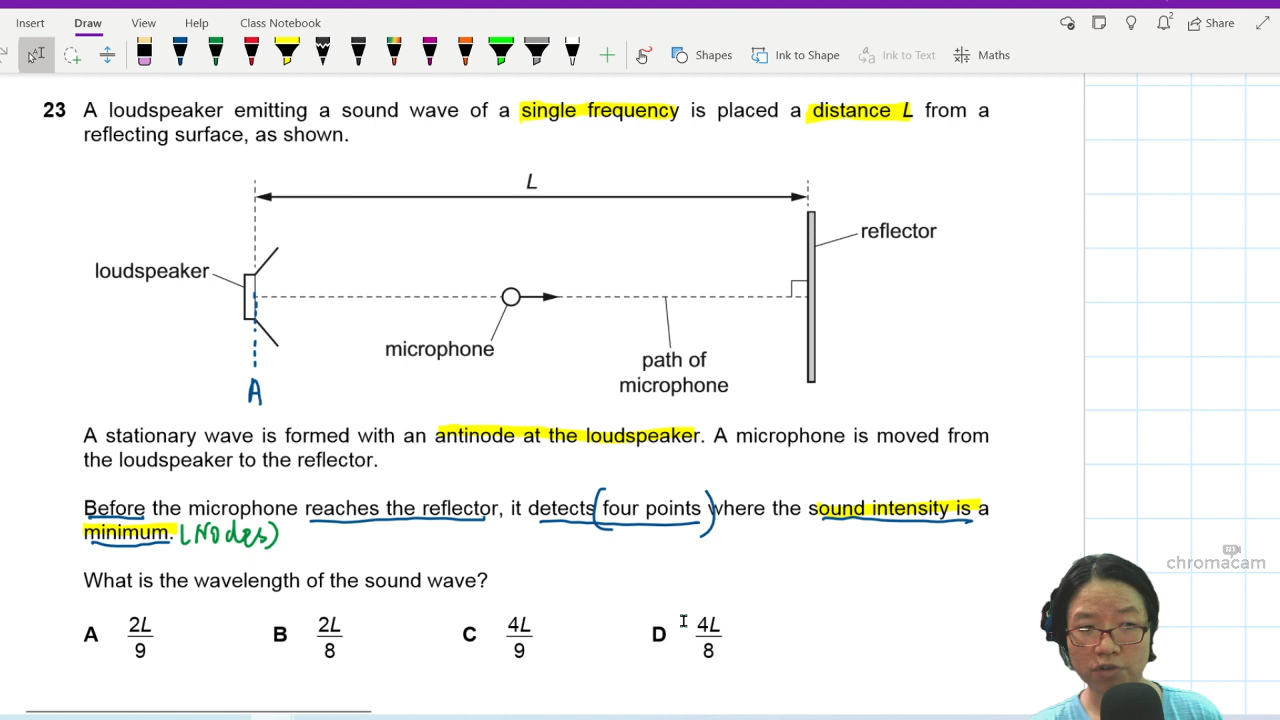 Insert Draw View Help Class Notebook 2 Share
Shapes Ink to Shape Ink to Text Maths
23 A loudspeaker emitting a sound wave of a single frequency is placed a distance L from a
reflecting surface, as shown.
L
reflector
loudspeaker
microphone
path of
microphone
A
A stationary wave is formed with an antinode at the loudspeaker. A microphone is moved from
the loudspeaker to the reflector.
Before the microphone reaches the reflector, it detects (four points) where the sound intensity is a
minimum. (Nodes)
chromacam
What is the wavelength of the sound wave?
A 2L/9 B 2L/8 C 4L/9 D 4L/8